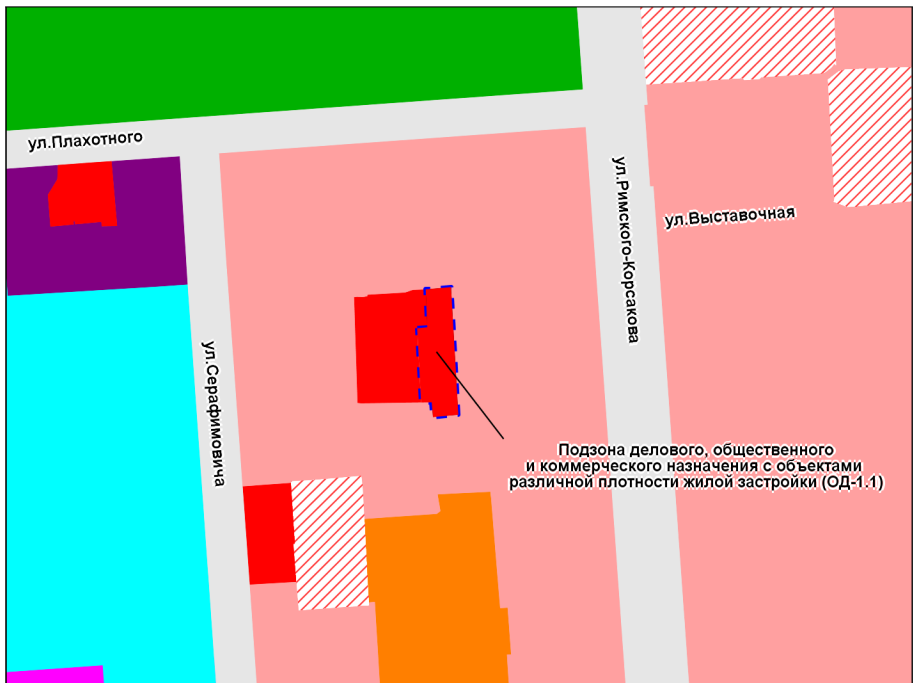 ул.Плахотного
ул.Римского-Корсакова
ул.Выставочная
ул.Серафимовича
Подзона делового, общественного
и коммерческого назначения с объектами
различной плотности жилой застройки (ОД-1.1)